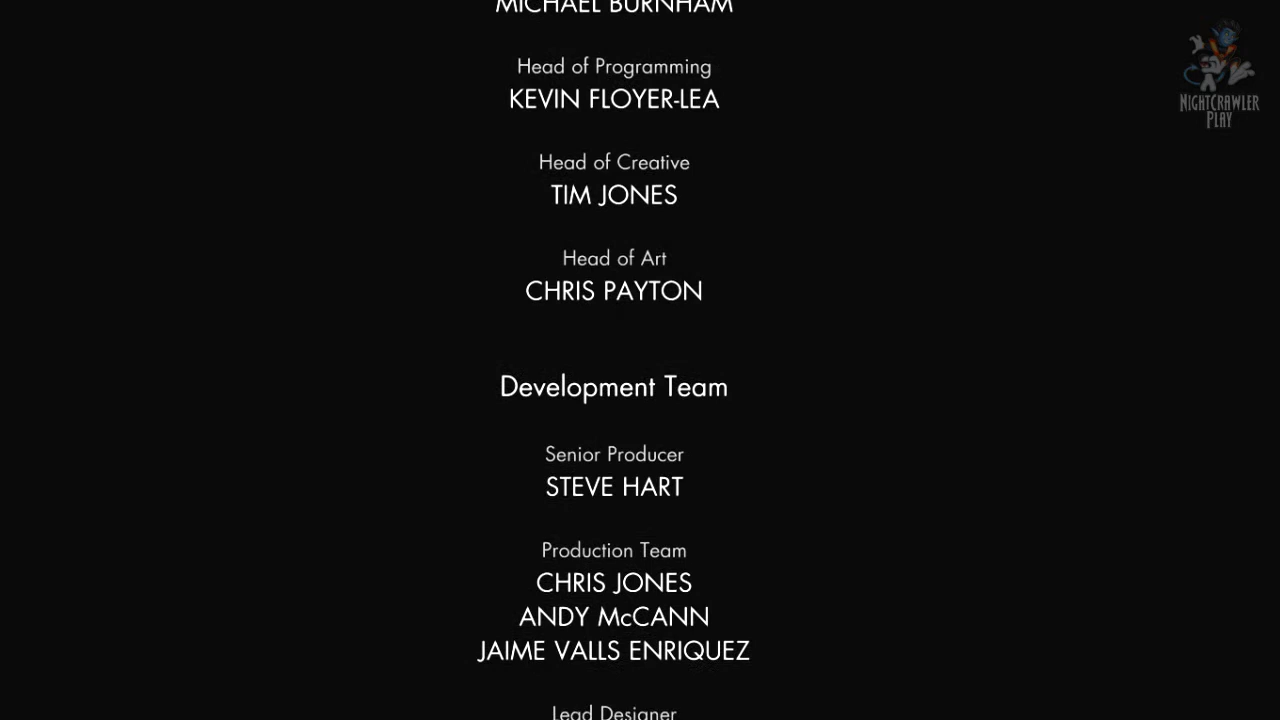 MICHAEL BURNHAM
Head of Programming
KEVIN FLOYER-LEA
Head of Creative
TIM JONES
Head of Art
CHRIS PAYTON
Development Team
Senior Producer
STEVE HART
Production Team
CHRIS JONES
ANDY McCANN
JAIME VALLS ENRIQUEZ
Lead Designer
NIGHTCRAWLER
PLAY